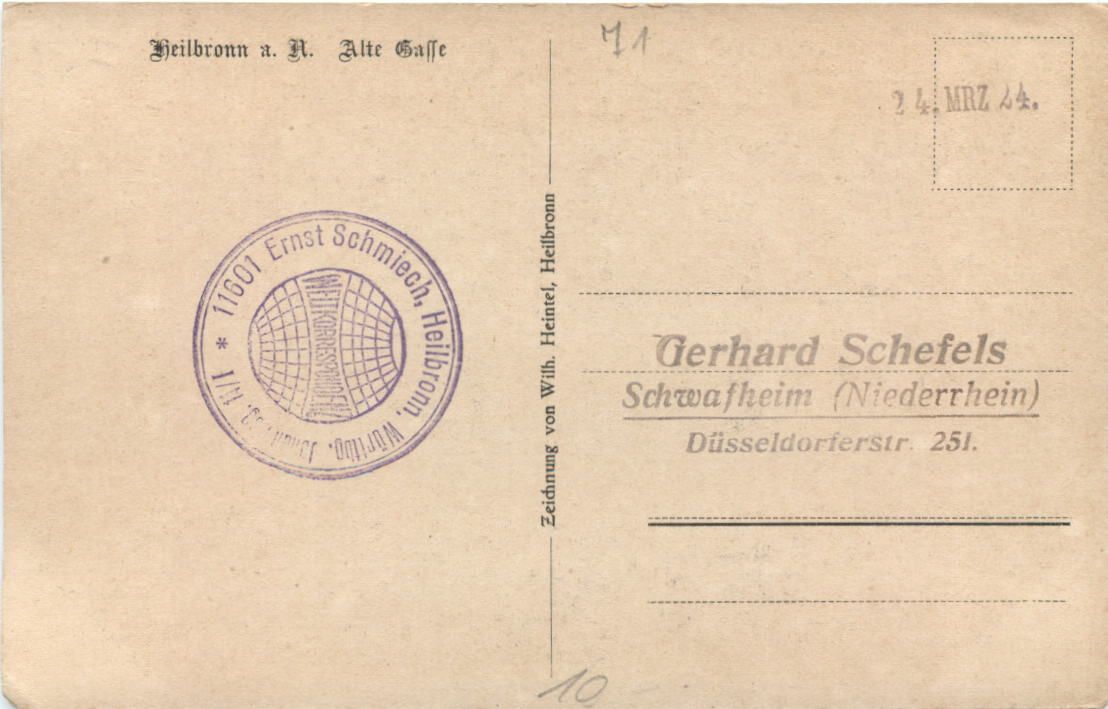 Heilbronn a. N. Alte Gasse
71
24. MRZ 24.
* 11601 Ernst Schmiech, Heilbronn, Württbg.
WELTKORRESPONDENZ
Zeichnung von Wilh. Heintel, Heilbronn
Gerhard Schefels
Schwafheim (Niederrhein)
Düsseldorferstr. 251.
10